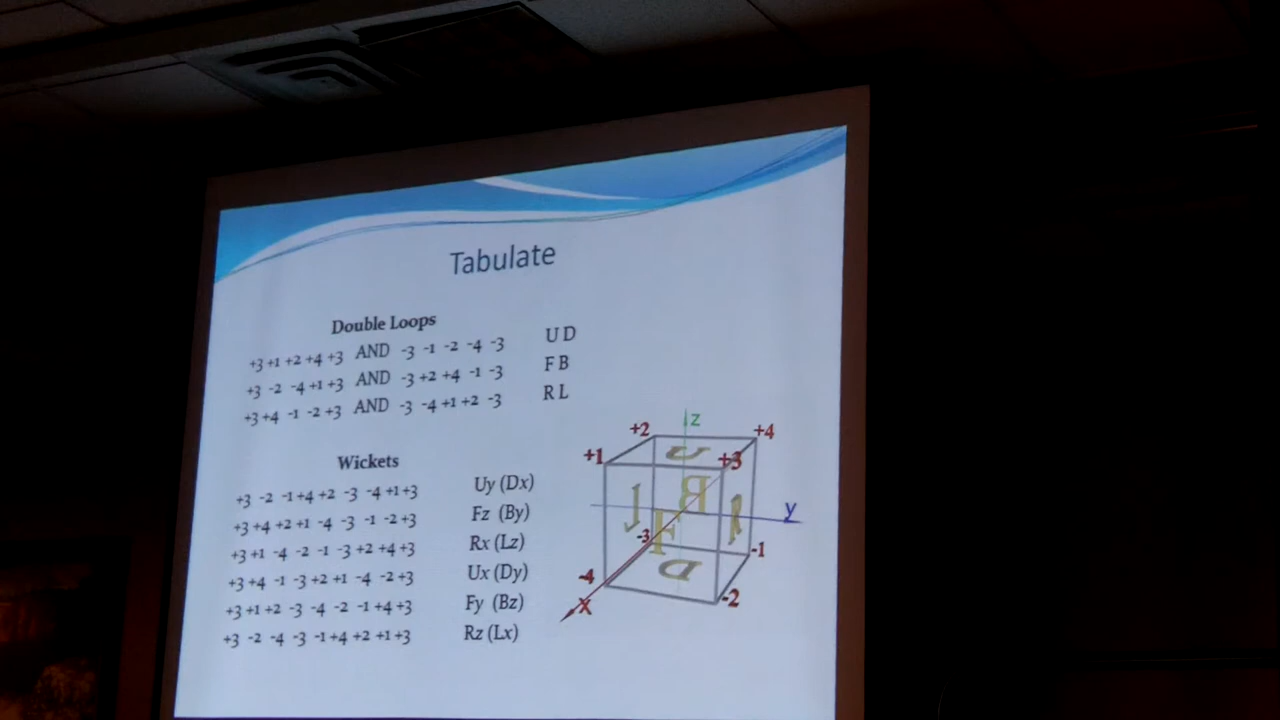 Tabulate
Double Loops
+3 +1 +2 +4 +3 AND -3 -1 -2 -4 -3 U D
+3 -2 -4 +1 +3 AND -3 +2 +4 -1 -3 F B
+3 +4 -1 -2 +3 AND -3 -4 +1 +2 -3 R L
Wickets
+3 -2 -1 +4 +2 -3 -4 +1 +3 Uy (Dx)
+3 +4 +2 +1 -4 -3 -1 -2 +3 Fz (By)
+3 +1 -4 -2 -1 -3 +2 +4 +3 Rx (Lz)
+3 +4 -1 -3 +2 +1 -4 -2 +3 Ux (Dy)
+3 +1 +2 -3 -4 -2 -1 +4 +3 Fy (Bz)
+3 -2 -4 -3 -1 +4 +2 +1 +3 Rz (Lx)
z
+2 +4
+1 +3
U
B
L R
y
F
-3
-1
D
-4
-2
X